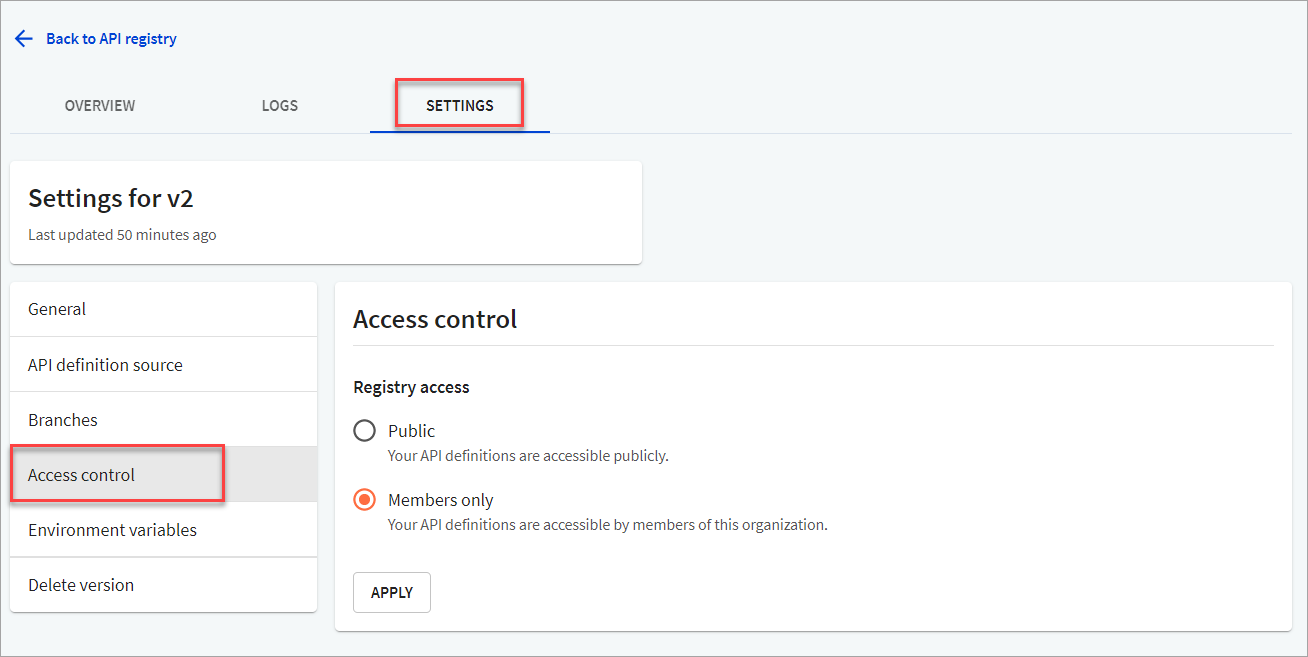 Back to API registry
OVERVIEW
LOGS
SETTINGS
Settings for v2
Last updated 50 minutes ago
General
API definition source
Branches
Access control
Environment variables
Delete version
Access control
Registry access
Public
Your API definitions are accessible publicly.
Members only
Your API definitions are accessible by members of this organization.
APPLY